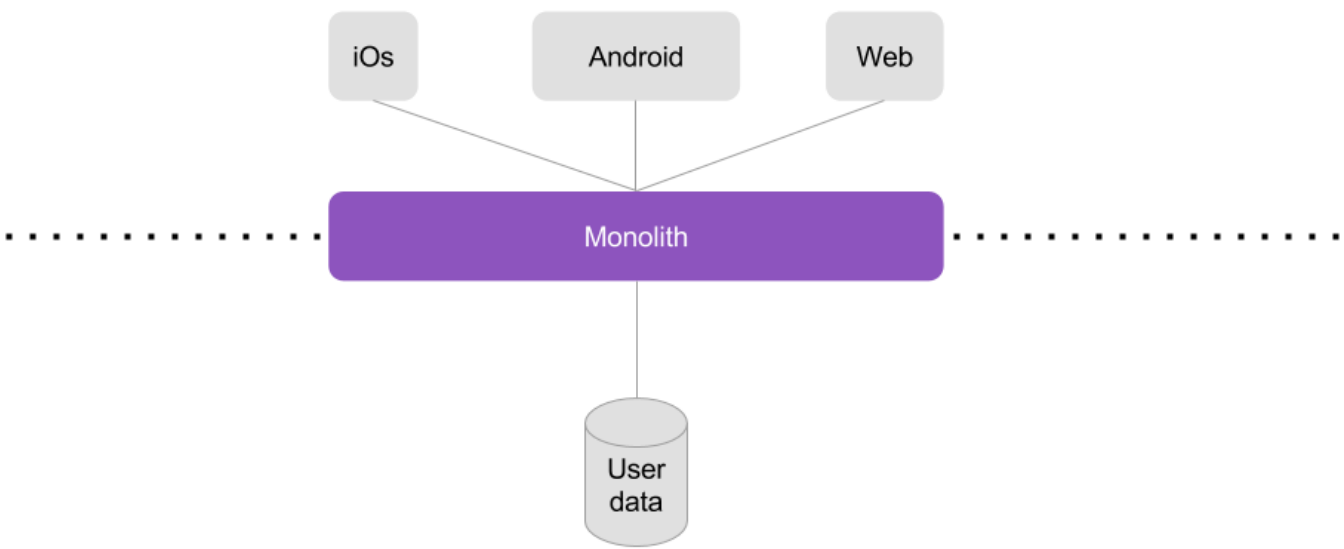 iOs
Android
Web
Monolith
User
data